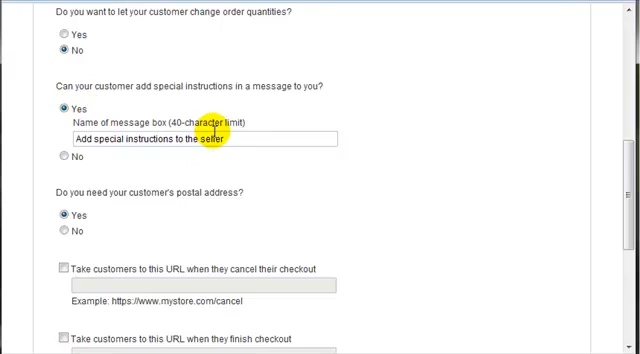 Do you want to let your customer change order quantities?
Yes
No
Can your customer add special instructions in a message to you?
Yes
Name of message box (40-character limit)
Add special instructions to the seller
No
Do you need your customer's postal address?
Yes
No
Take customers to this URL when they cancel their checkout
Example: https://www.mystore.com/cancel
Take customers to this URL when they finish checkout